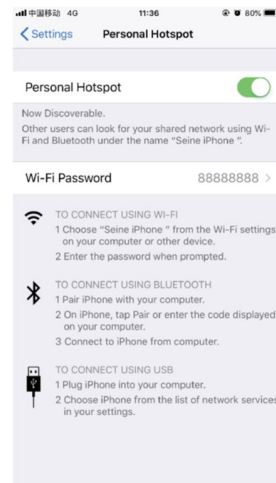 中国移动 4G 11:36 80%
Settings Personal Hotspot
Personal Hotspot
Now Discoverable.
Other users can look for your shared network using Wi-
Fi and Bluetooth under the name “Seine iPhone ”.
Wi-Fi Password 88888888
TO CONNECT USING WI-FI
1 Choose “Seine iPhone ” from the Wi-Fi settings
on your computer or other device.
2 Enter the password when prompted.
TO CONNECT USING BLUETOOTH
1 Pair iPhone with your computer.
2 On iPhone, tap Pair or enter the code displayed
on your computer.
3 Connect to iPhone from computer.
TO CONNECT USING USB
1 Plug iPhone into your computer.
2 Choose iPhone from the list of network services
in your settings.